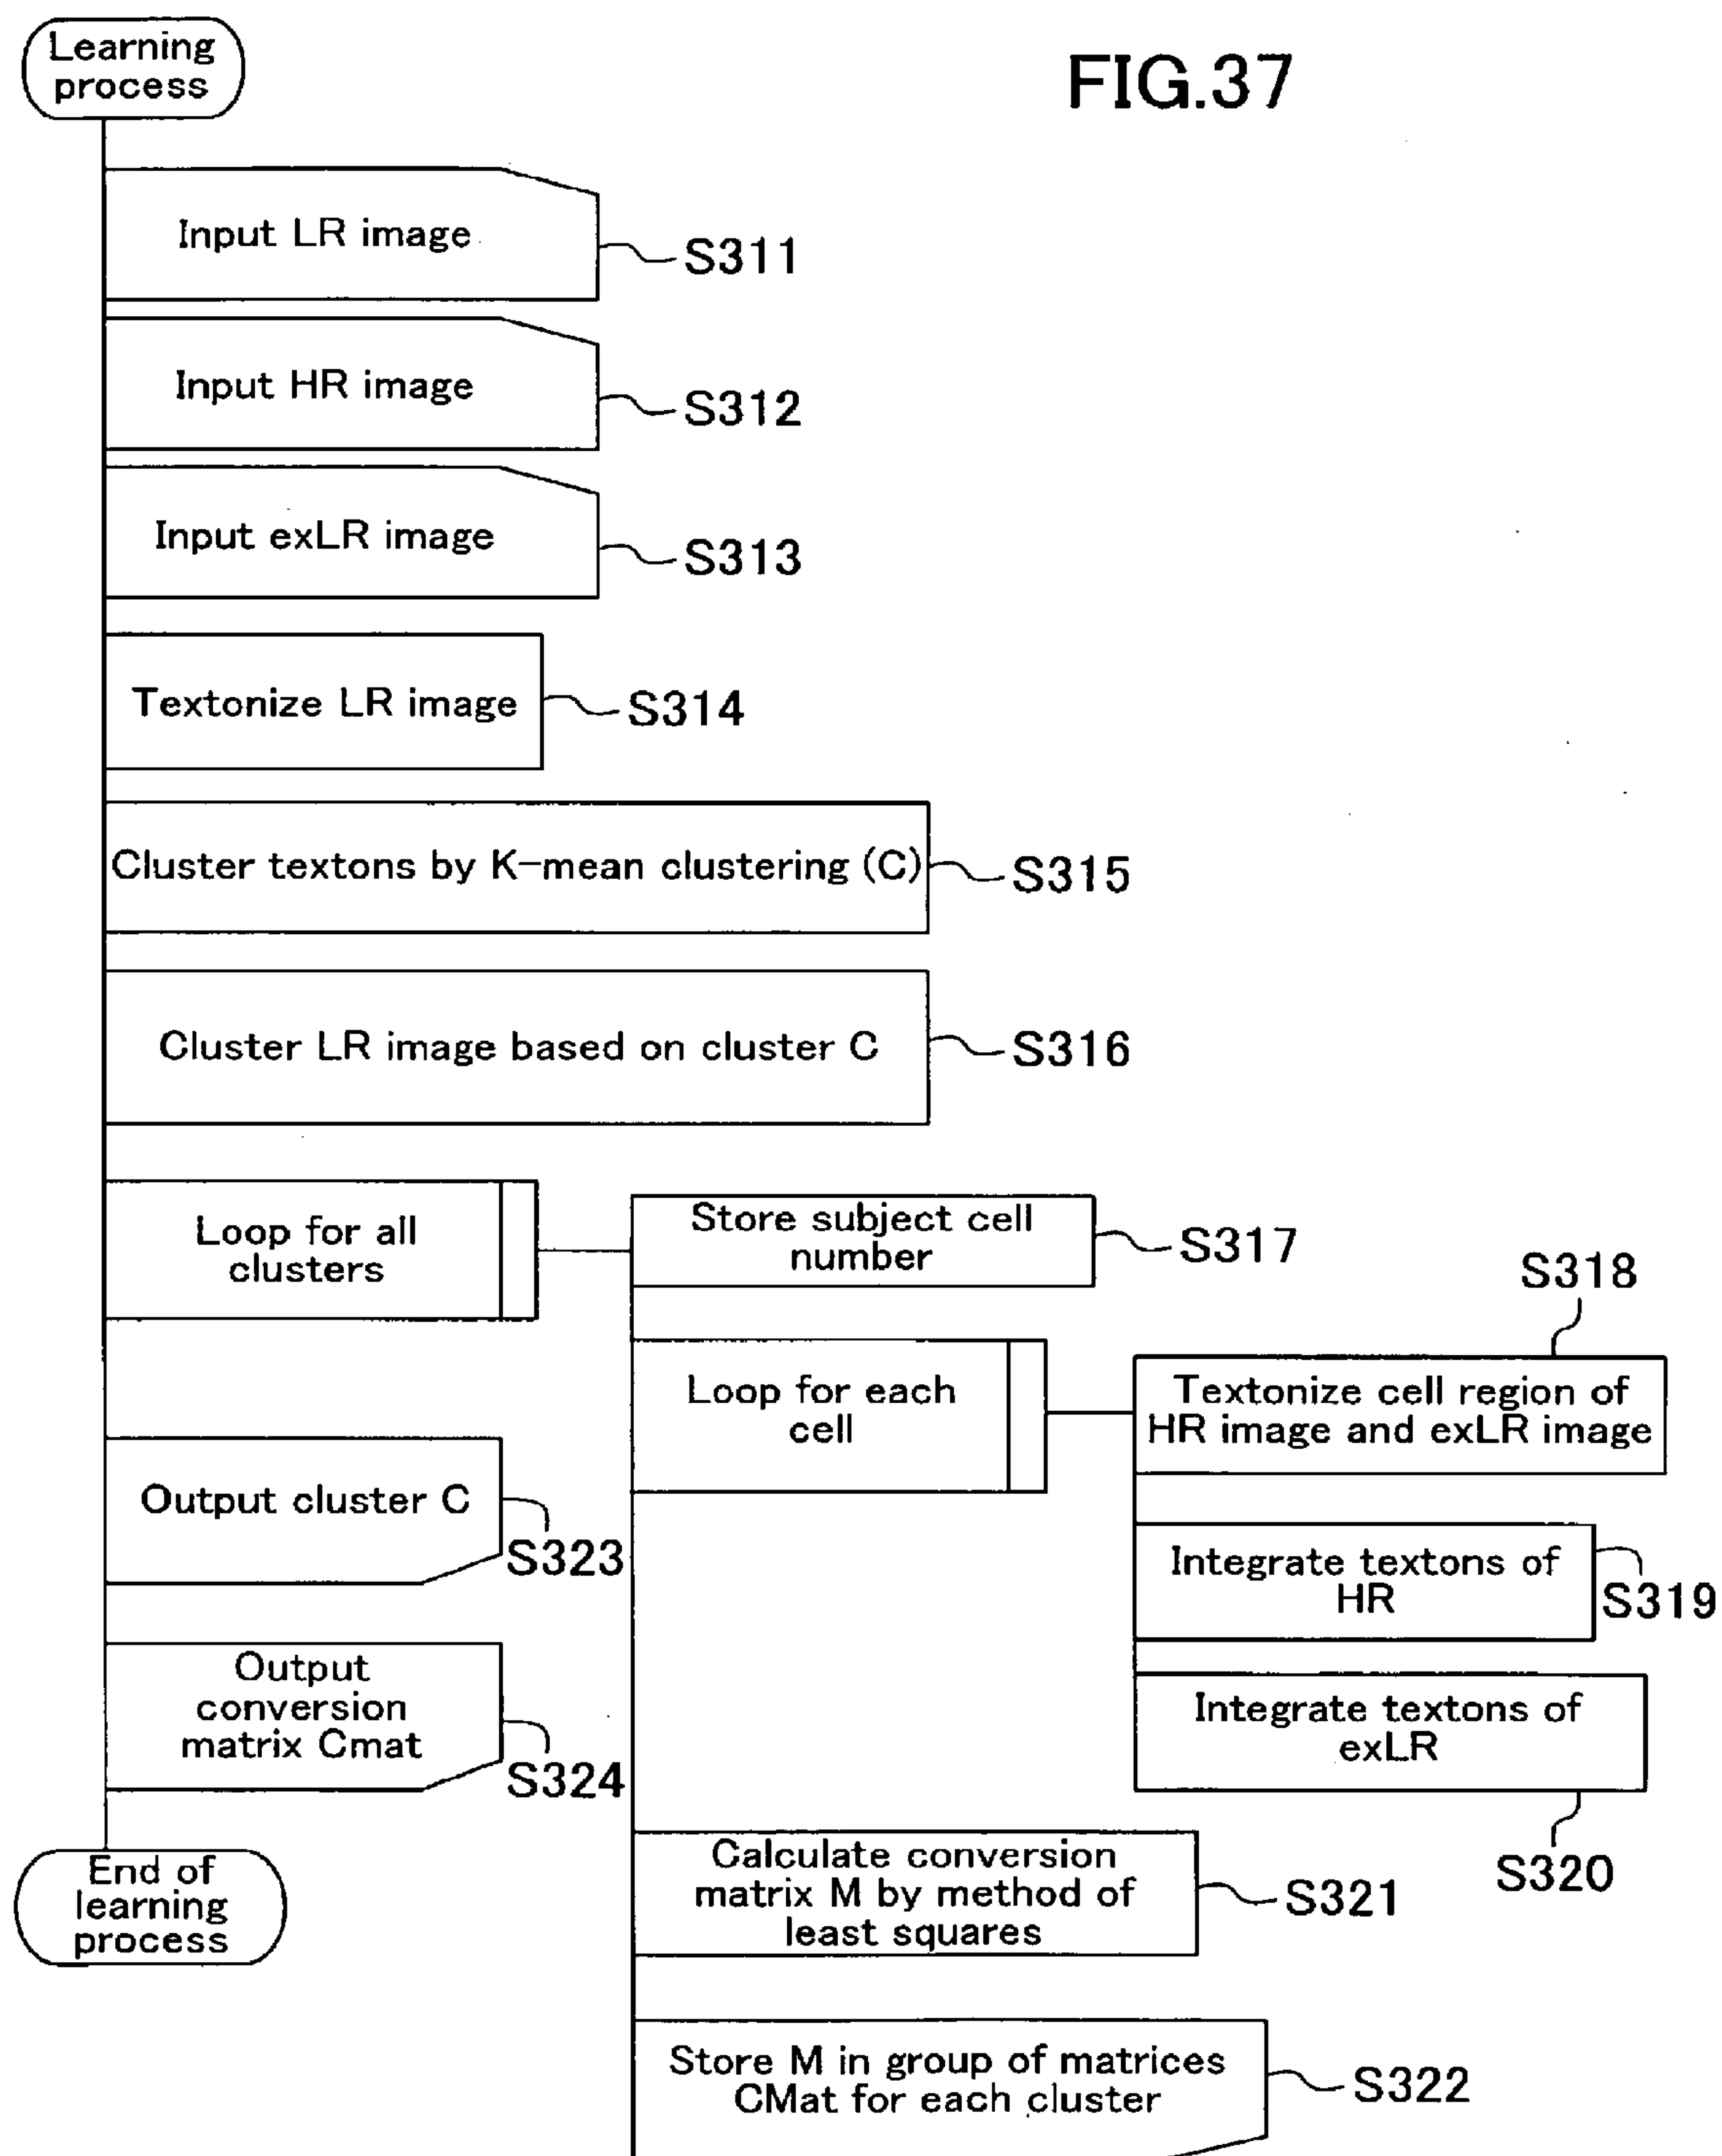 Learning
process
FIG.37
Input LR image
S311
Input HR image
S312
Input exLR image
S313
Textonize LR image
S314
Cluster textons by K-mean clustering (C)
S315
Cluster LR image based on cluster C
S316
Loop for all
clusters
Store subject cell
number
S317
Loop for each
cell
S318
Textonize cell region of
HR image and exLR image
Integrate textons of
HR
S319
Integrate textons of
exLR
S320
Calculate conversion
matrix M by method of
least squares
S321
Store M in group of matrices
CMat for each cluster
S322
Output cluster C
S323
Output
conversion
matrix Cmat
S324
End of
learning
process